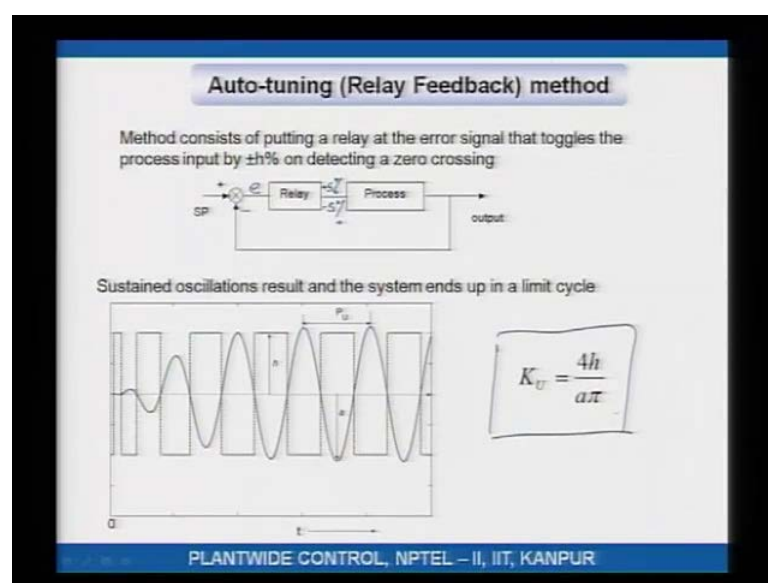 Auto-tuning (Relay Feedback) method
Method consists of putting a relay at the error signal that toggles the
process input by ±h% on detecting a zero crossing
+ e Relay +5% Process
SP - -5% output
Sustained oscillations result and the system ends up in a limit cycle
P_U
h
a
K_U = 4h / aπ
0
t
PLANTWIDE CONTROL, NPTEL – II, IIT, KANPUR